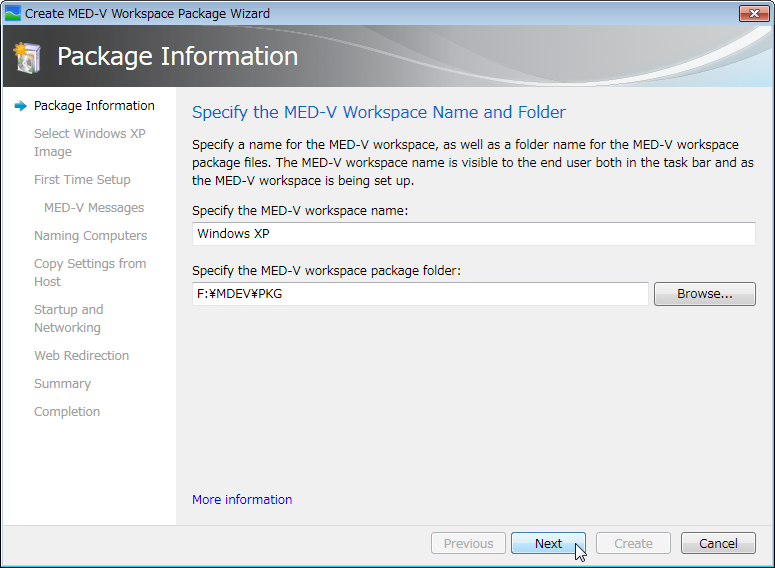 Create MED-V Workspace Package Wizard
Package Information
Package Information
Select Windows XP
Image
First Time Setup
MED-V Messages
Naming Computers
Copy Settings from
Host
Startup and
Networking
Web Redirection
Summary
Completion
Specify the MED-V Workspace Name and Folder
Specify a name for the MED-V workspace, as well as a folder name for the MED-V workspace
package files. The MED-V workspace name is visible to the end user both in the task bar and as
the MED-V workspace is being set up.
Specify the MED-V workspace name:
Windows XP
Specify the MED-V workspace package folder:
F:¥MDEV¥PKG
Browse...
More information
Previous
Next
Create
Cancel